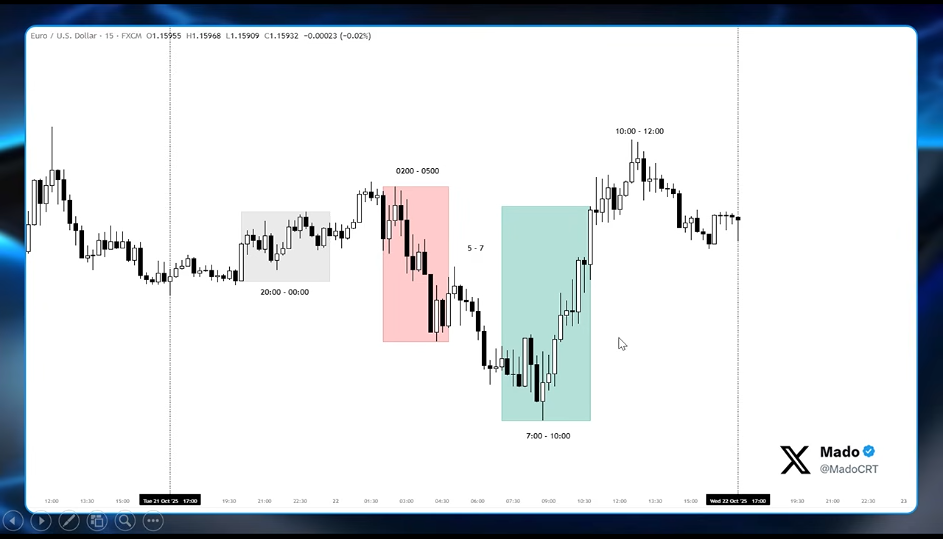 Euro / U.S. Dollar · 15 · FXCM O1.15955 H1.15968 L1.15909 C1.15932 −0.00023 (−0.02%)
10:00 - 12:00
0200 - 0500
5 - 7
20:00 - 00:00
7:00 - 10:00
Mado
@MadoCRT
12:00 13:30 15:00 Tue 21 Oct '25 17:00 19:30 21:00 22:30 22 01:30 03:00 04:30 06:00 07:30 09:00 10:30 12:00 13:30 15:00 Wed 22 Oct '25 17:00 19:30 21:00 22:30 23